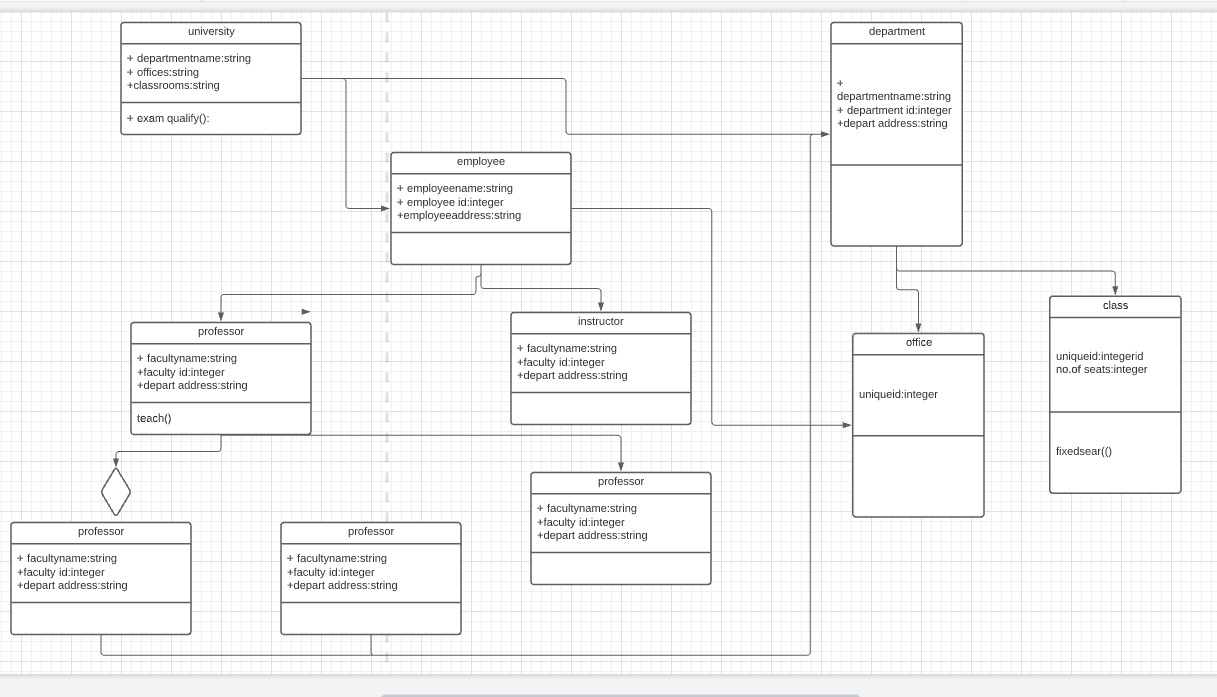 university
+ departmentname:string
+ offices:string
+classrooms:string
+ exam qualify():
department
+
departmentname:string
+ department id:integer
+depart address:string
employee
+ employeename:string
+ employee id:integer
+employeeaddress:string
professor
+ facultyname:string
+faculty id:integer
+depart address:string
teach()
instructor
+ facultyname:string
+faculty id:integer
+depart address:string
office
uniqueid:integer
class
uniqueid:integerid
no.of seats:integer
fixedsear(()
professor
+ facultyname:string
+faculty id:integer
+depart address:string
professor
+ facultyname:string
+faculty id:integer
+depart address:string
professor
+ facultyname:string
+faculty id:integer
+depart address:string